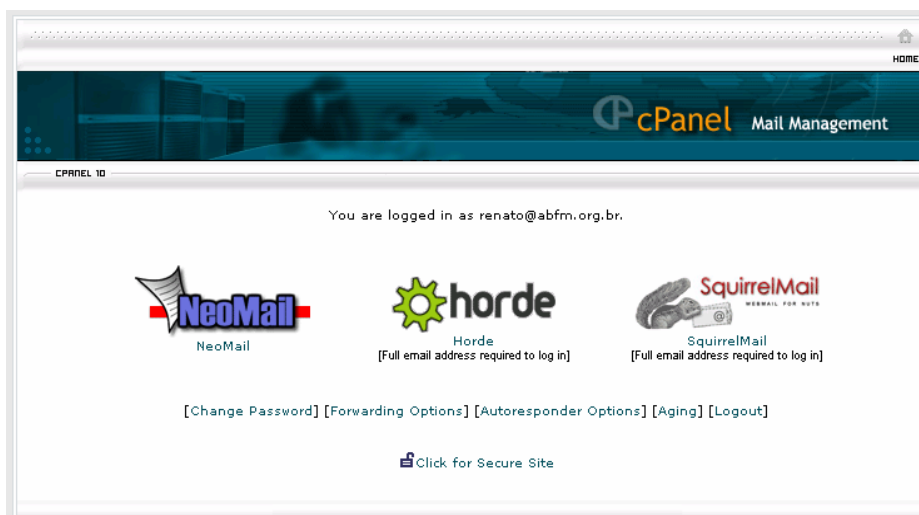 HOME
cPanel Mail Management
CPANEL 10
You are logged in as renato@abfm.org.br.
NeoMail horde SquirrelMail
WEBMAIL FOR NUTS
NeoMail Horde SquirrelMail
[Full email address required to log in] [Full email address required to log in]
[Change Password] [Forwarding Options] [Autoresponder Options] [Aging] [Logout]
Click for Secure Site